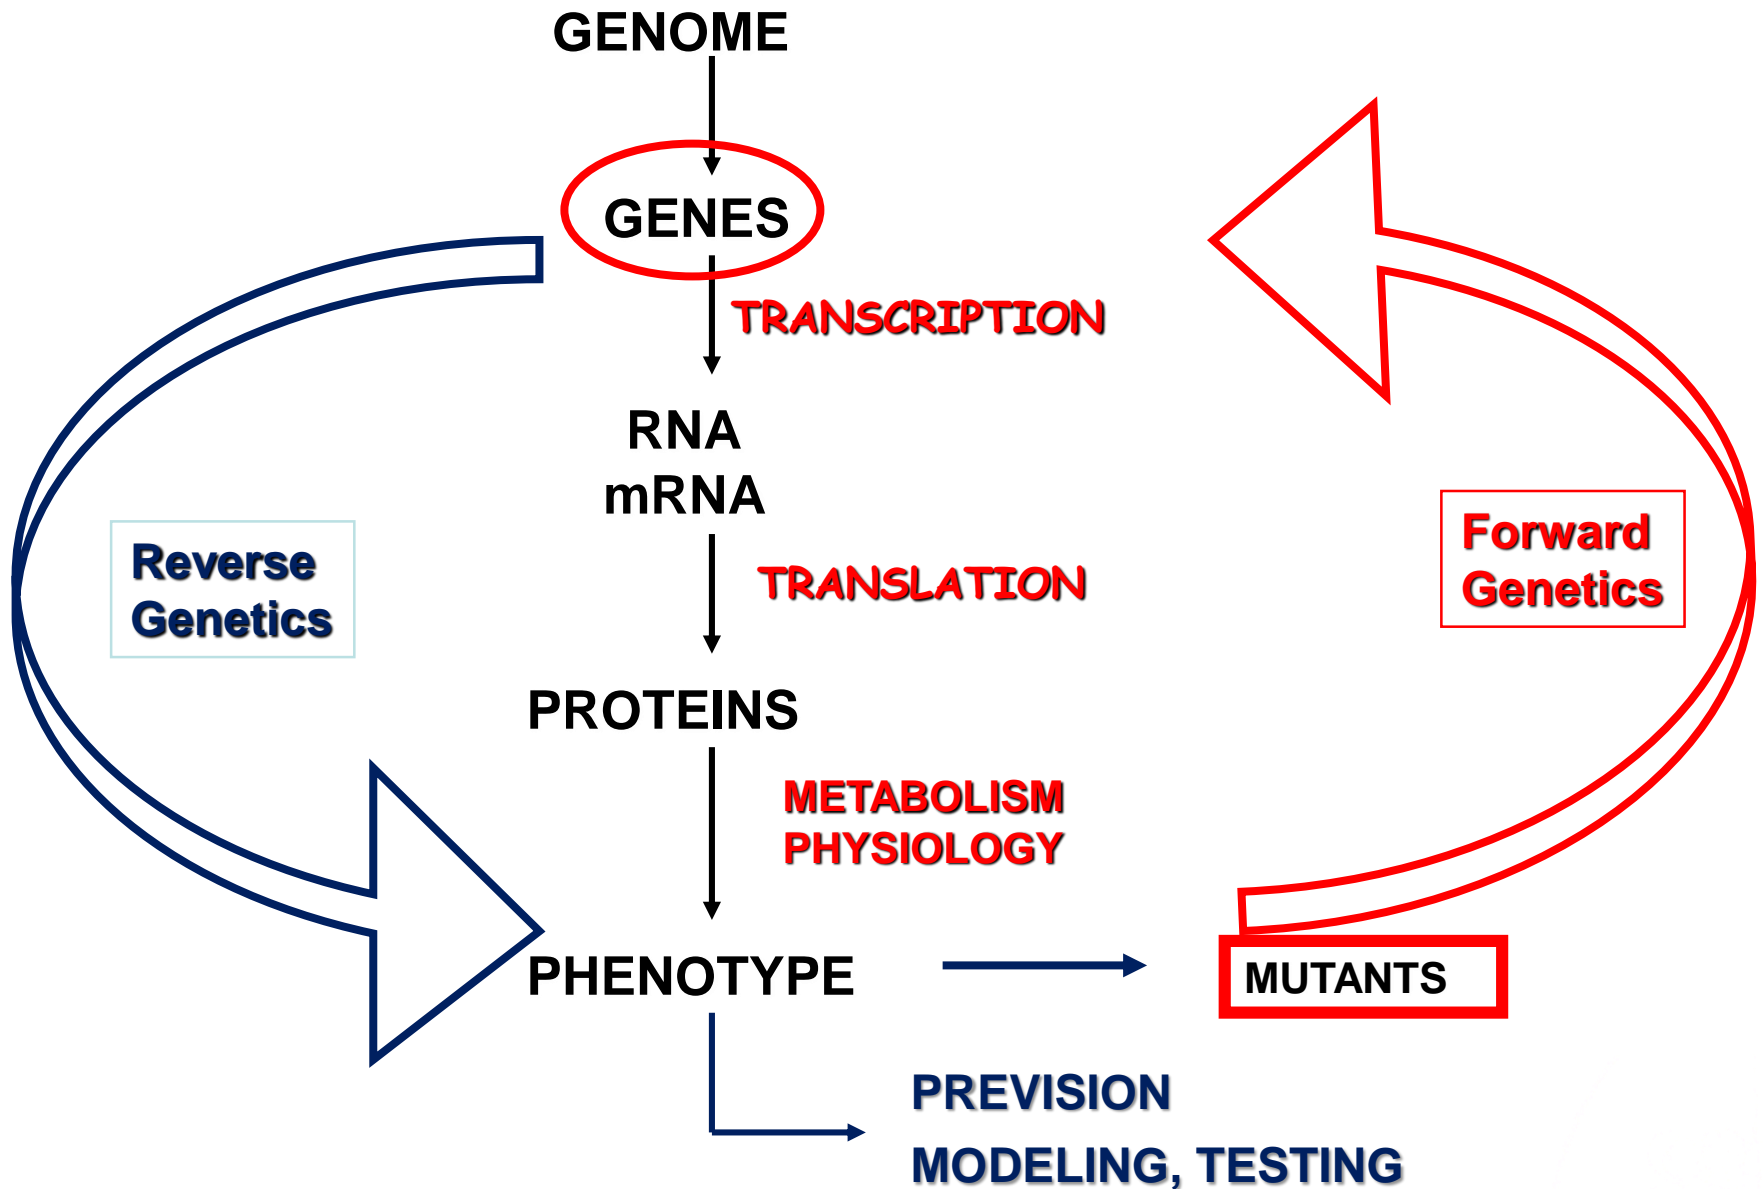 GENOME
GENES
TRANSCRIPTION
RNA
mRNA
Reverse
Genetics
Forward
Genetics
TRANSLATION
PROTEINS
METABOLISM
PHYSIOLOGY
PHENOTYPE
MUTANTS
PREVISION
MODELING, TESTING